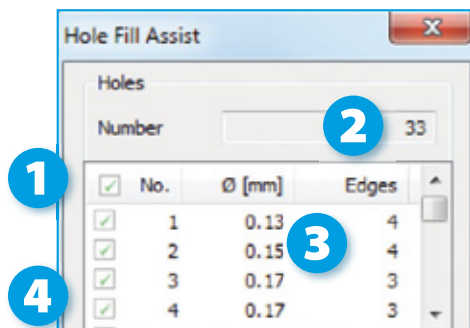 Hole Fill Assist
Holes
Number 2 33
1 No. Ø [mm] Edges
1 0.13 4
2 0.15 3 4
3 0.17 3
4 4 0.17 3